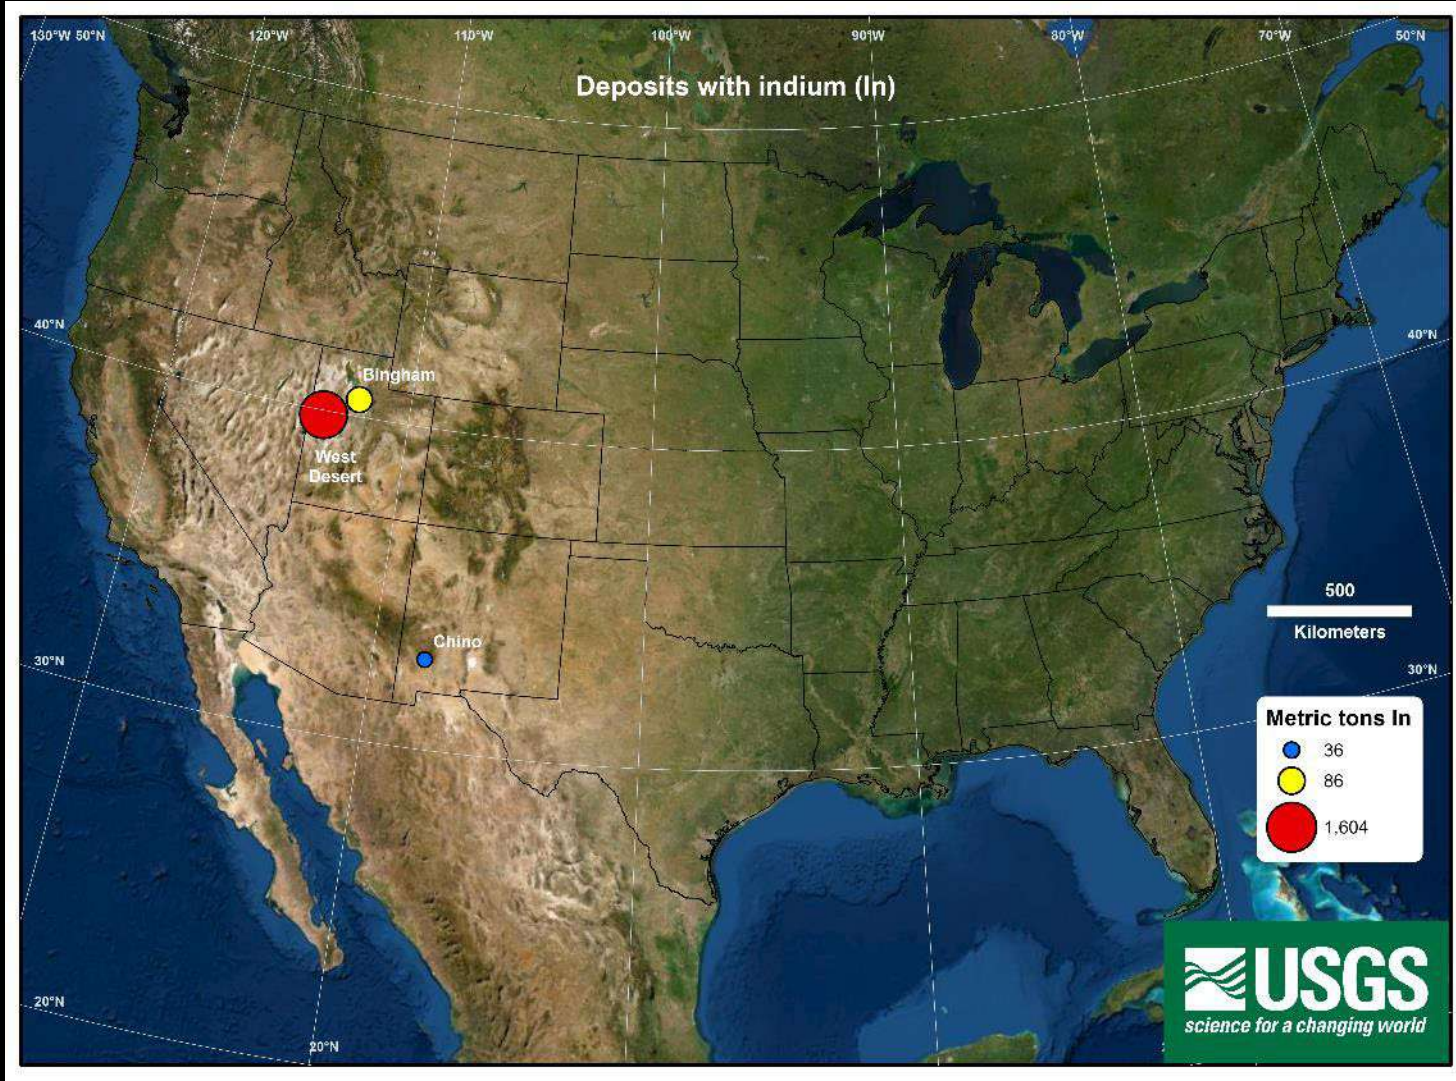 130°W 50°N
120°W
110°W
100°W
90°W
80°W
70°W
50°N
Deposits with indium (In)
40°N
40°N
Bingham
West
Desert
Chino
500
Kilometers
30°N
30°N
Metric tons In
36
86
1,604
20°N
20°N
USGS
science for a changing world